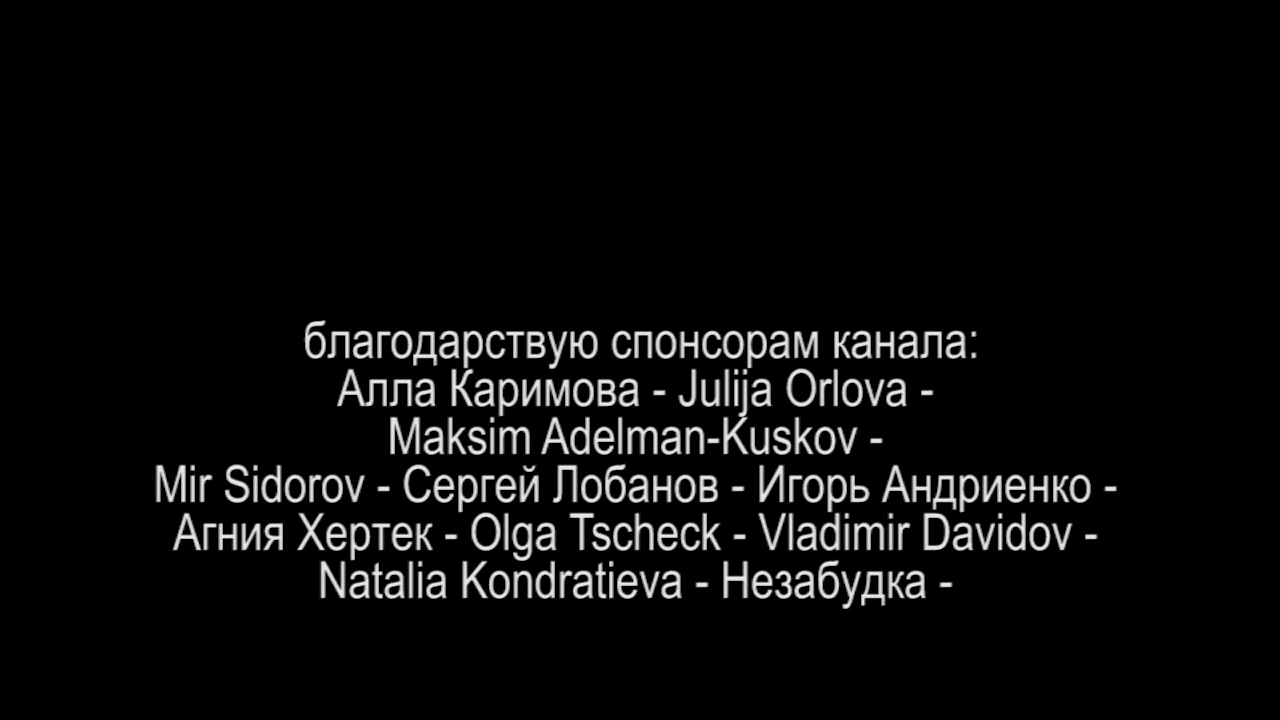 благодарствую спонсорам канала:
Алла Каримова - Julija Orlova -
Maksim Adelman-Kuskov -
Mir Sidorov - Сергей Лобанов - Игорь Андриенко -
Агния Хертек - Olga Tscheck - Vladimir Davidov -
Natalia Kondratieva - Незабудка -